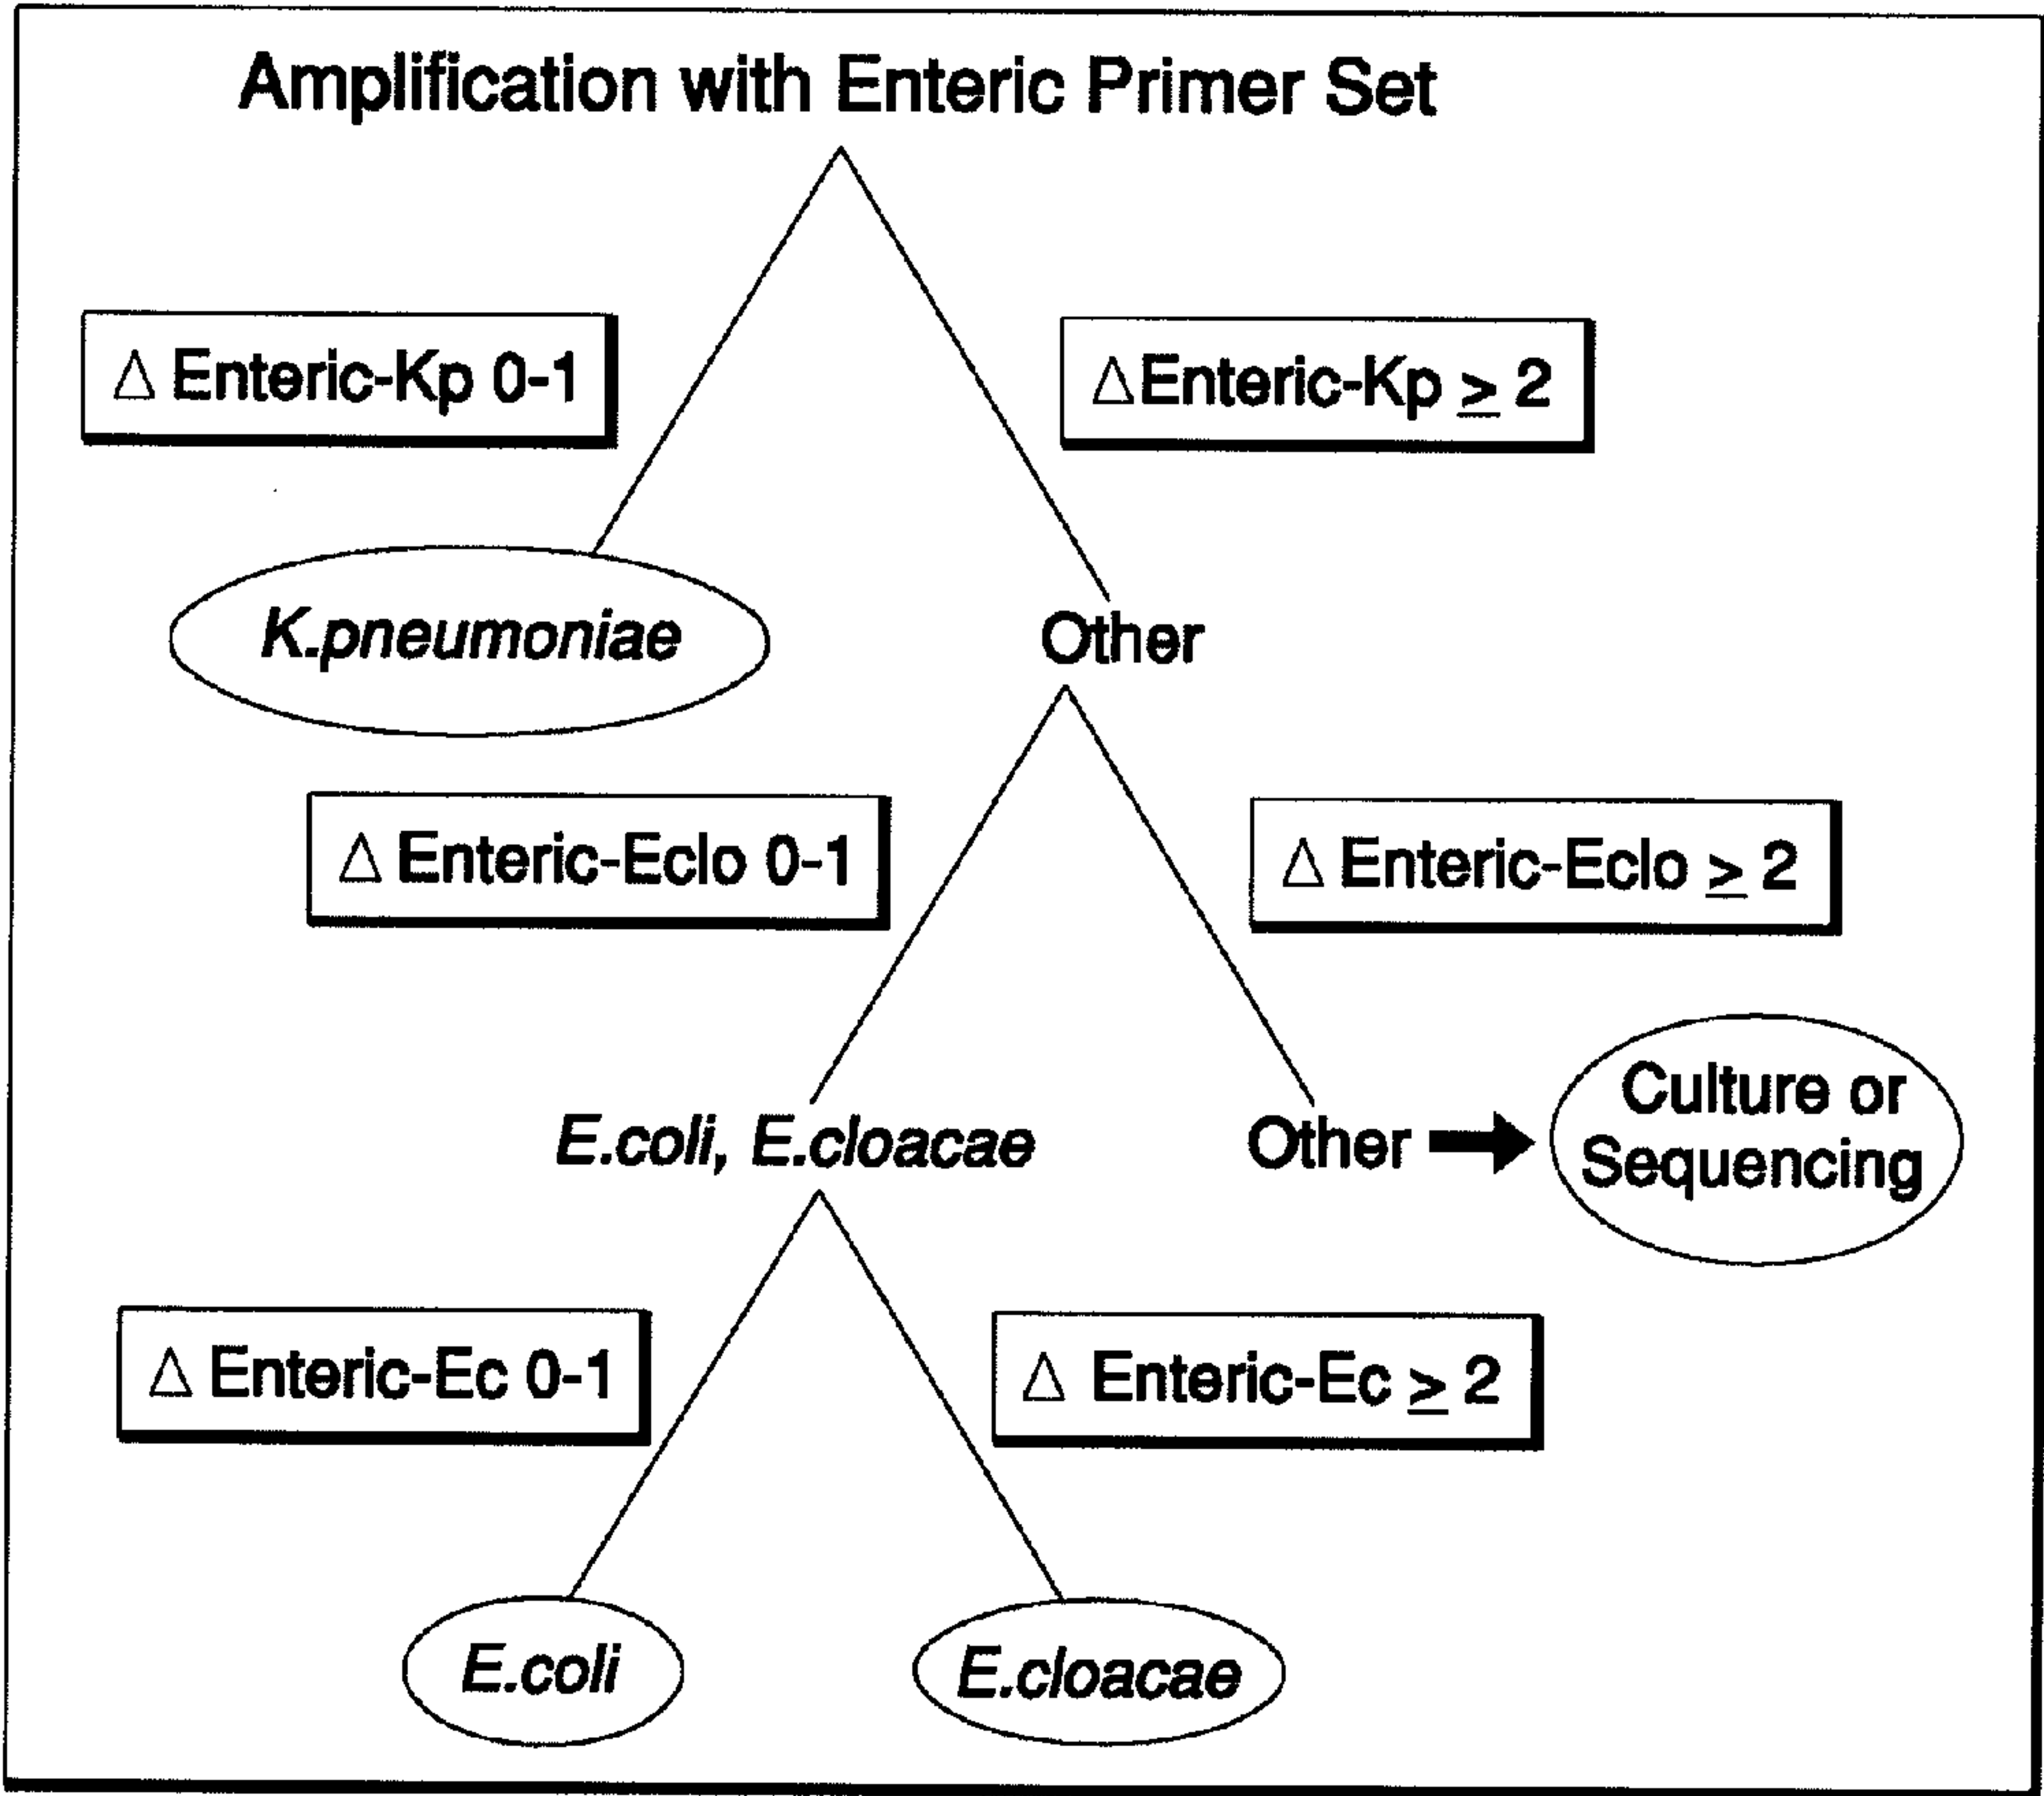 Amplification with Enteric Primer Set
△ Enteric-Kp 0-1
△Enteric-Kp ≥ 2
K.pneumoniae
Other
△ Enteric-Eclo 0-1
△ Enteric-Eclo ≥ 2
E.coli, E.cloacae
Other
Culture or
Sequencing
△ Enteric-Ec 0-1
△ Enteric-Ec ≥ 2
E.coli
E.cloacae